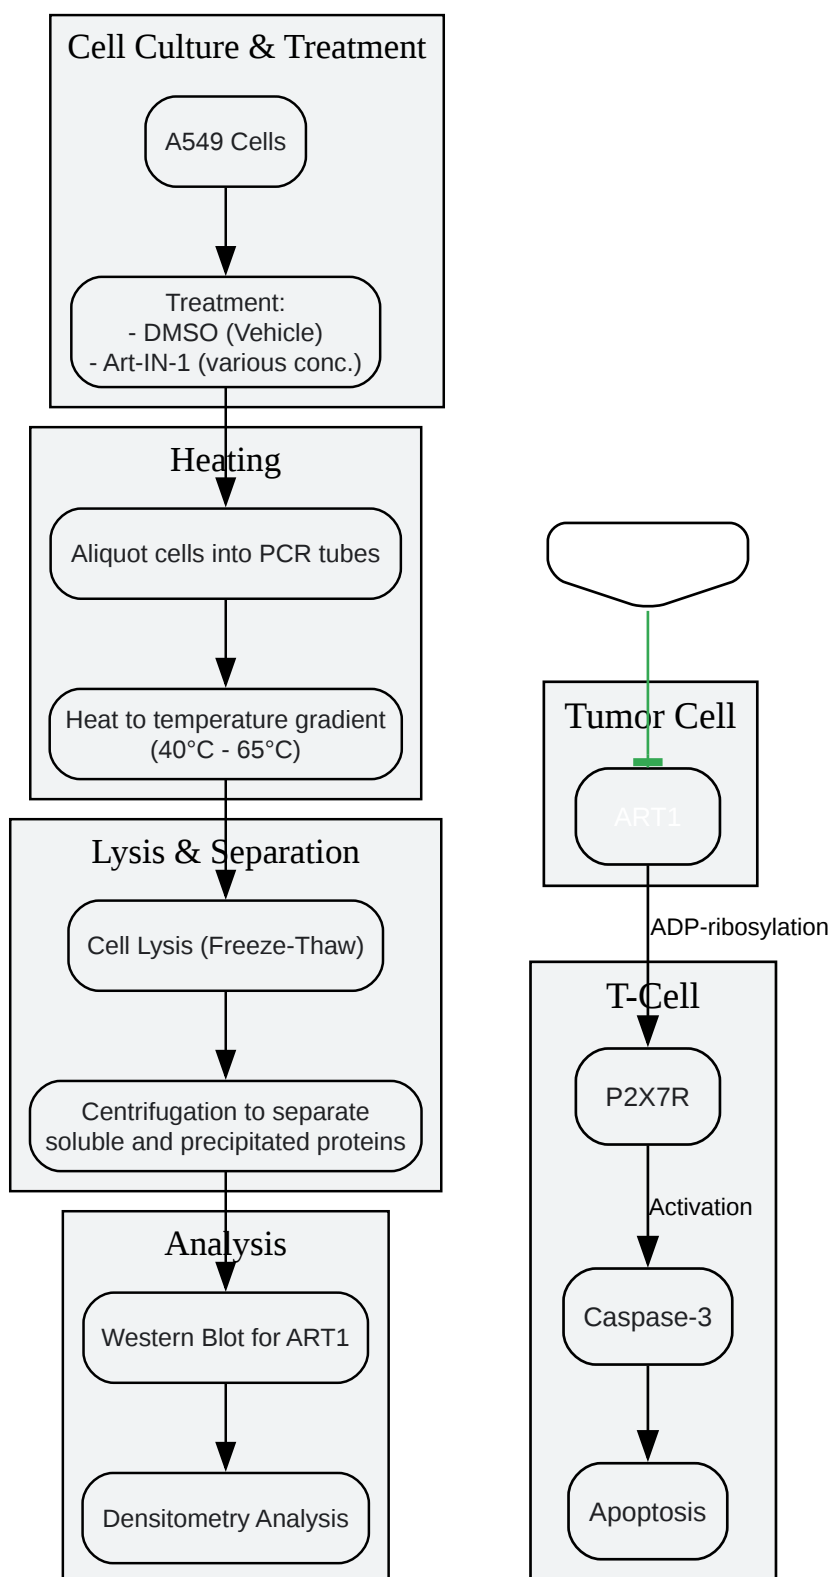 Cell Culture & Treatment
A549 Cells
Treatment:
- DMSO (Vehicle)
- Art-IN-1 (various conc.)
Heating
Aliquot cells into PCR tubes
Heat to temperature gradient
(40°C - 65°C)
Lysis & Separation
Cell Lysis (Freeze-Thaw)
Centrifugation to separate
soluble and precipitated proteins
Analysis
Western Blot for ART1
Densitometry Analysis
Tumor Cell
ART1
ADP-ribosylation
T-Cell
P2X7R
Activation
Caspase-3
Apoptosis